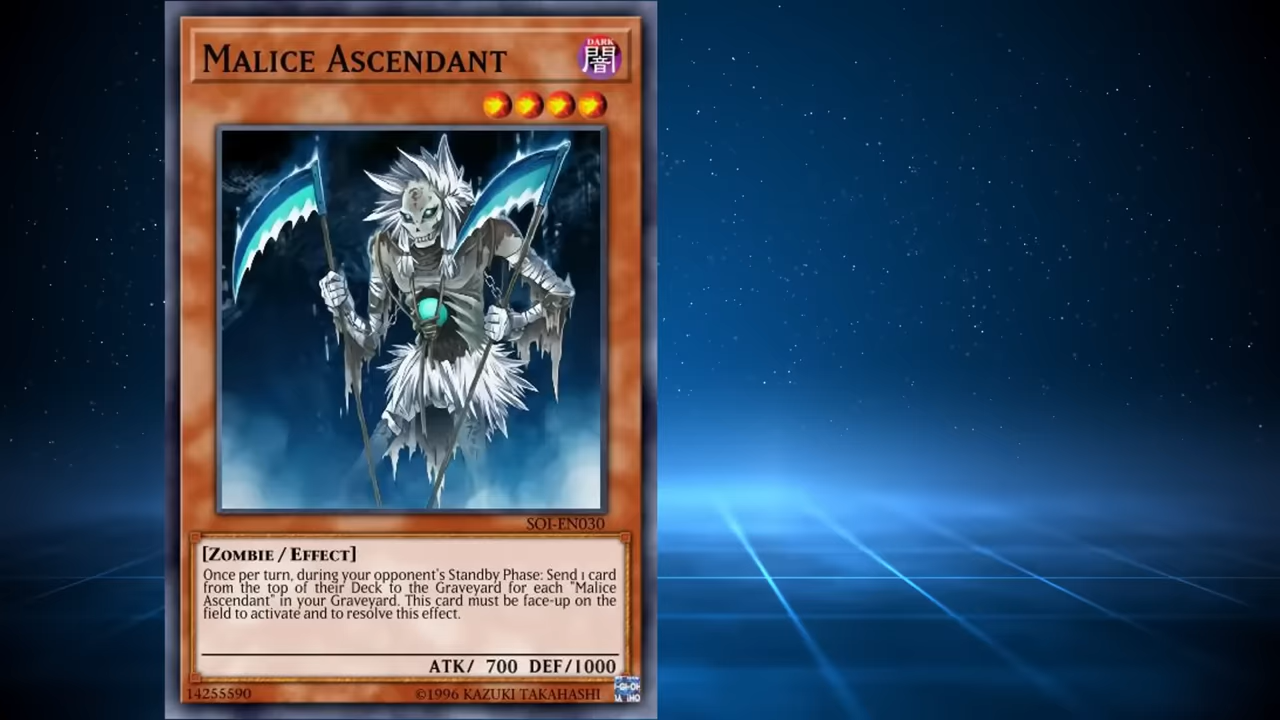 MALICE ASCENDANT
DARK
闇
SOI-EN030
[ZOMBIE / EFFECT]
Once per turn, during your opponent's Standby Phase: Send 1 card
from the top of their Deck to the Graveyard for each "Malice
Ascendant" in your Graveyard. This card must be face-up on the
field to activate and to resolve this effect.
ATK/ 700 DEF/1000
14255590 ©1996 KAZUKI TAKAHASHI